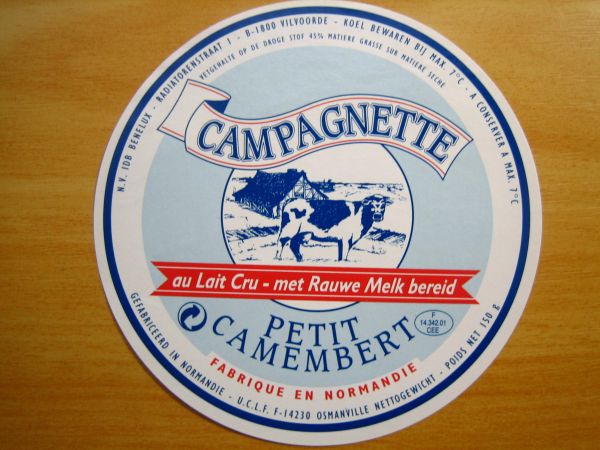 N.V. IDB BENELUX - RADIATORENSTRAAT 1 - B-1800 VILVOORDE - KOEL BEWAREN BIJ MAX. 7°C - A CONSERVER A MAX. 7°C
VETGEHALTE OP DE DROGE STOF 45% MATIERE GRASSE SUR MATIERE SECHE
CAMPAGNETTE
au Lait Cru - met Rauwe Melk bereid
PETIT
CAMEMBERT
F
14.342.01
CEE
FABRIQUE EN NORMANDIE
GEFABRICEERD IN NORMANDIE - U.C.L.F. F-14230 OSMANVILLE NETTOGEWICHT - POIDS NET 150 g